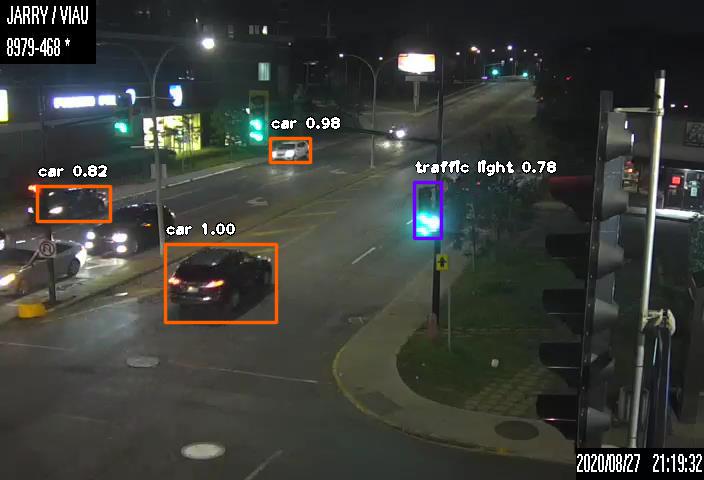 JARRY / VIAU
8979-468 *
car 0.98
car 0.82
traffic light 0.78
car 1.00
2020/08/27 21:19:32